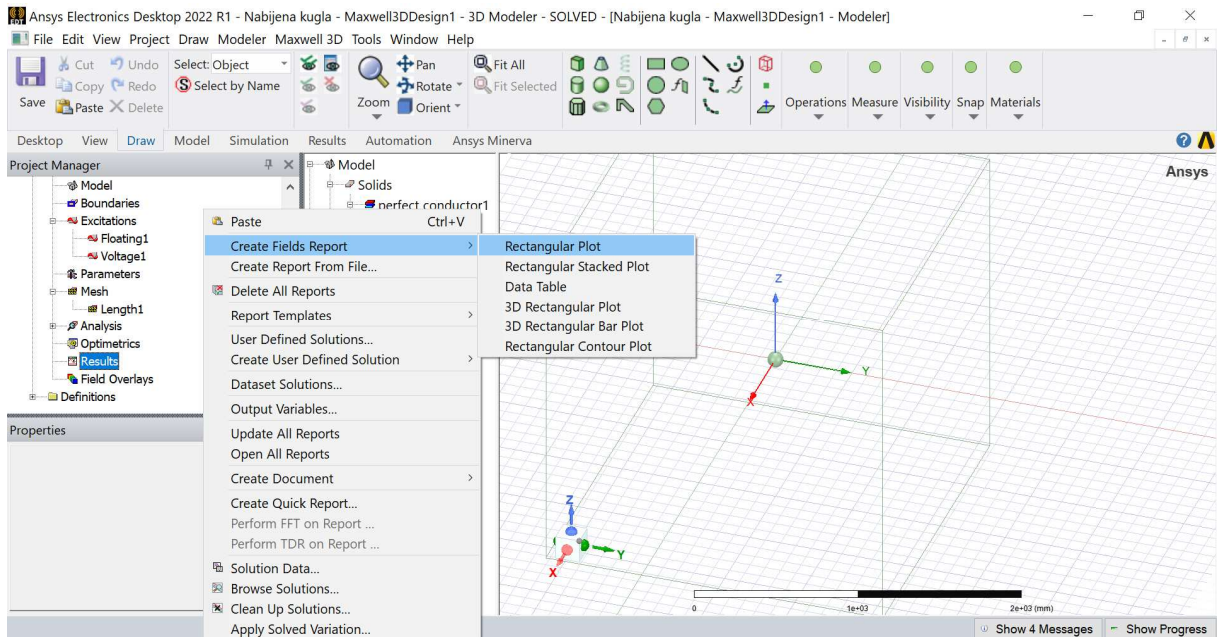 Ansys Electronics Desktop 2022 R1 - Nabijena kugla - Maxwell3DDesign1 - 3D Modeler - SOLVED - [Nabijena kugla - Maxwell3DDesign1 - Modeler]
File Edit View Project Draw Modeler Maxwell 3D Tools Window Help
Save
Cut Undo
Copy Redo
Paste Delete
Select: Object
Select by Name
Zoom
Pan
Rotate
Orient
Fit All
Fit Selected
Operations Measure Visibility Snap Materials
Desktop View Draw Model Simulation Results Automation Ansys Minerva
Project Manager
Model
Boundaries
Excitations
Floating1
Voltage1
Parameters
Mesh
Length1
Analysis
Optimetrics
Results
Field Overlays
Definitions
Properties
Model
Solids
perfect conductor1
Paste Ctrl+V
Create Fields Report
Create Report From File...
Delete All Reports
Report Templates
User Defined Solutions...
Create User Defined Solution
Dataset Solutions...
Output Variables...
Update All Reports
Open All Reports
Create Document
Create Quick Report...
Perform FFT on Report ...
Perform TDR on Report ...
Solution Data...
Browse Solutions...
Clean Up Solutions...
Apply Solved Variation...
Rectangular Plot
Rectangular Stacked Plot
Data Table
3D Rectangular Plot
3D Rectangular Bar Plot
Rectangular Contour Plot
Ansys
Z
Y
X
Z
Y
X
0 1e+03 2e+03 (mm)
Show 4 Messages Show Progress